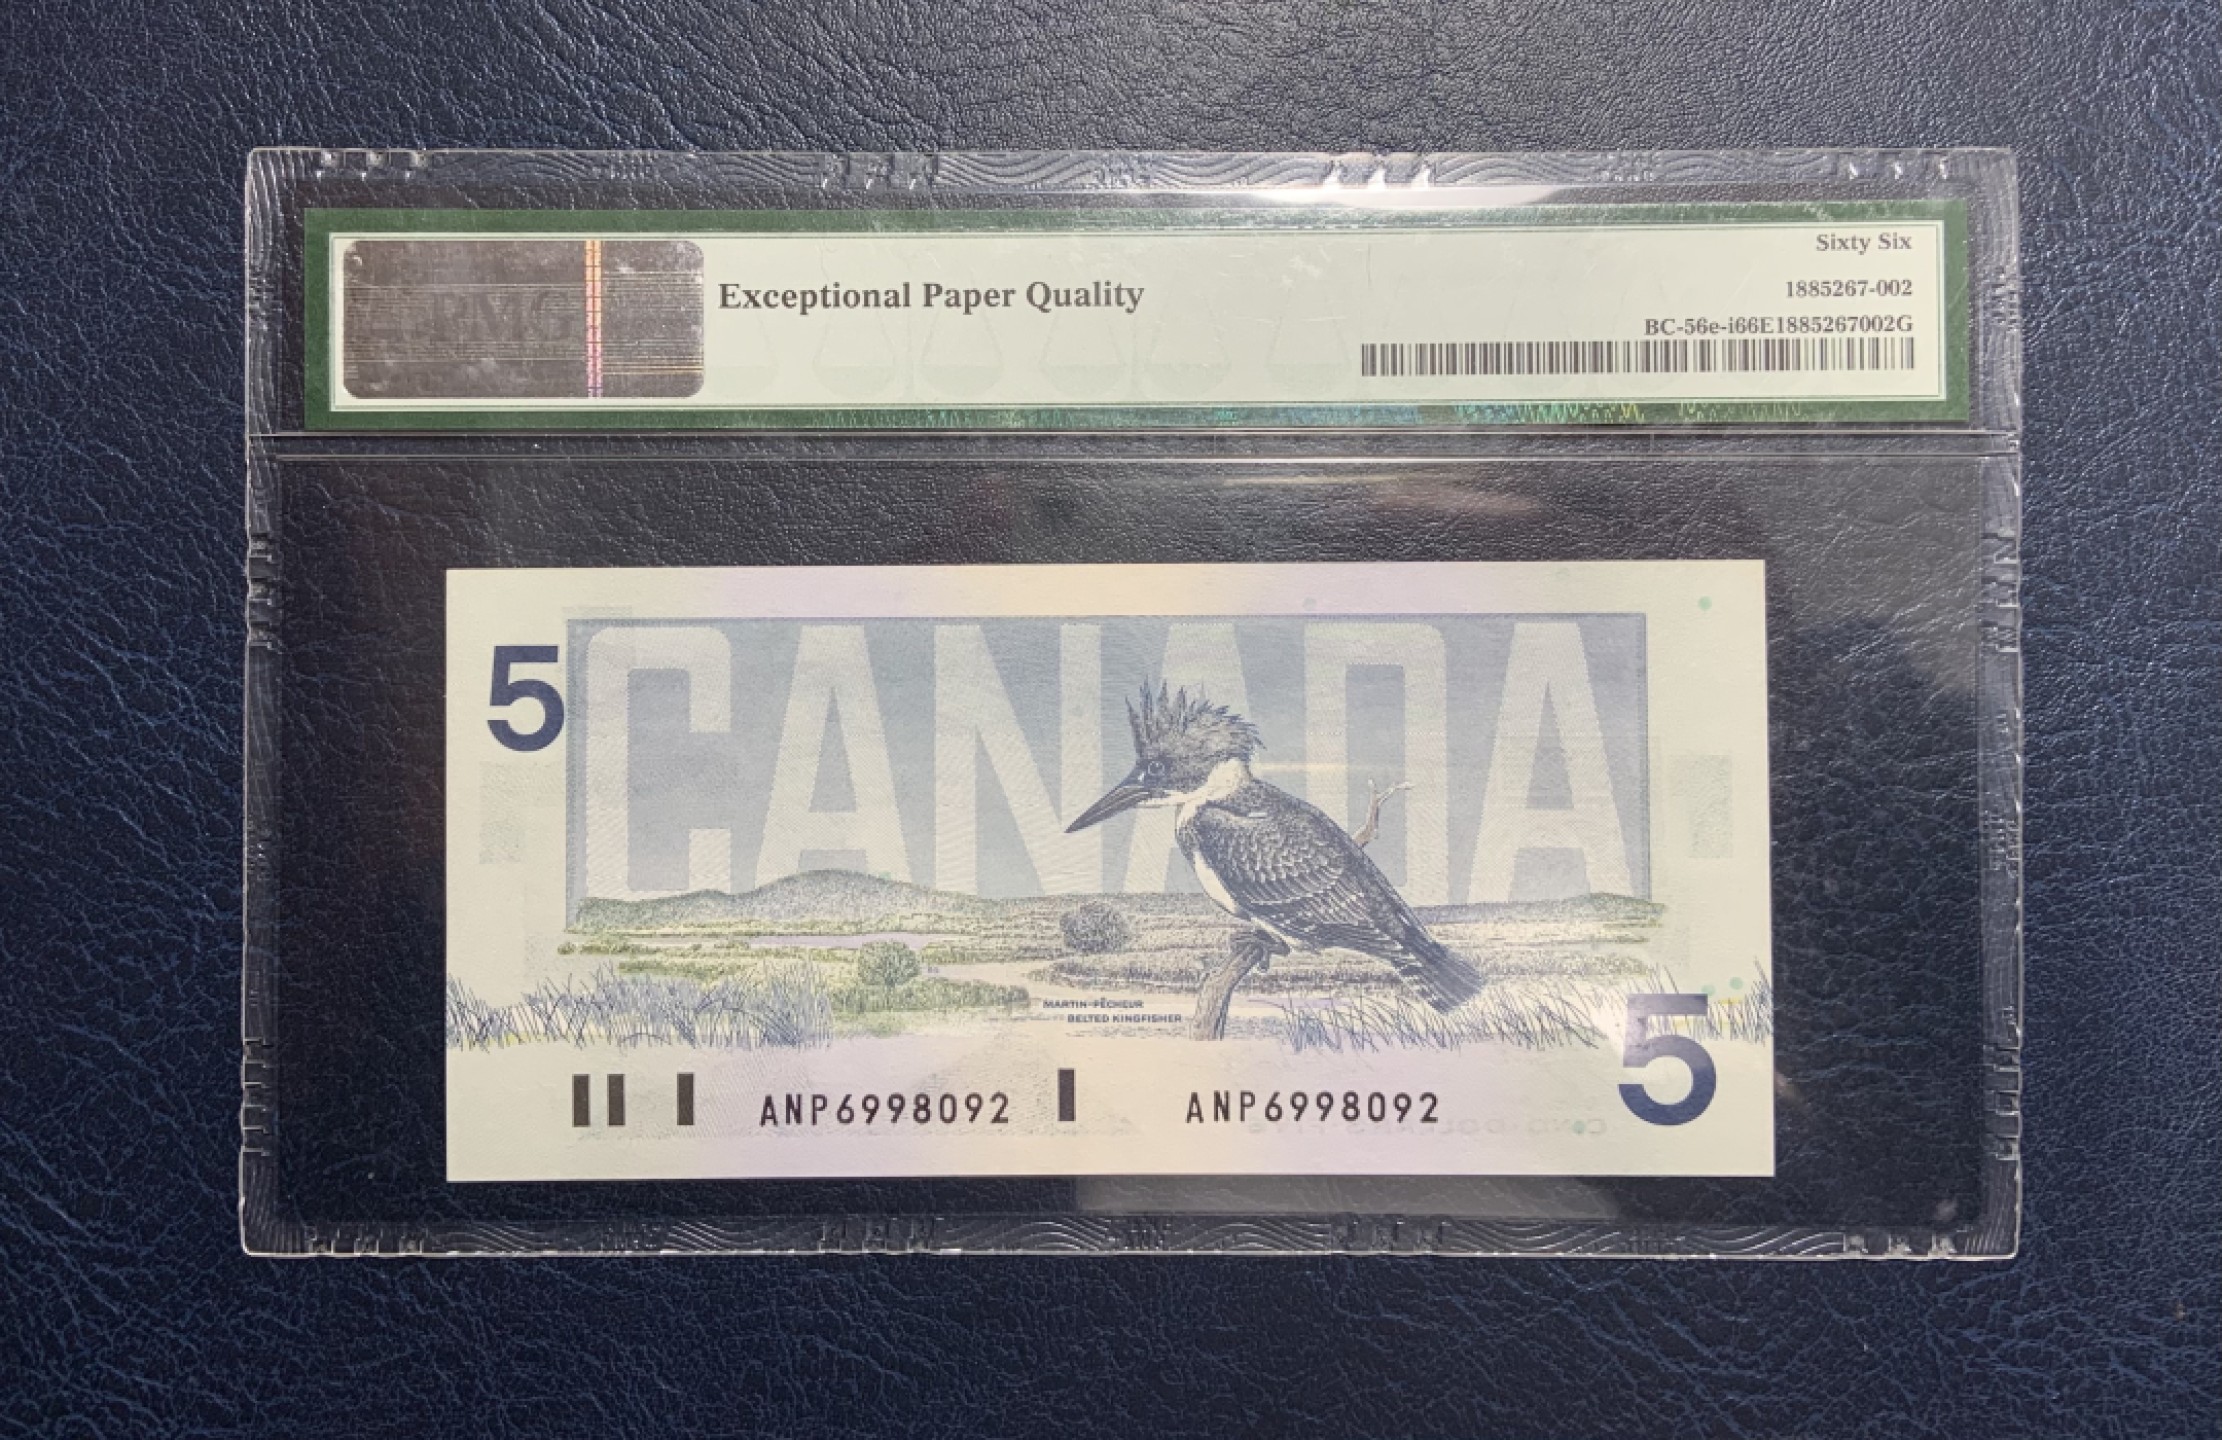 PMG
Exceptional Paper Quality
Sixty Six
1885267-002
BC-56e-i66E1885267002G
CANADA
5
MARTIN-PÊCHEUR
BELTED KINGFISHER
5
ANP6998092
ANP6998092